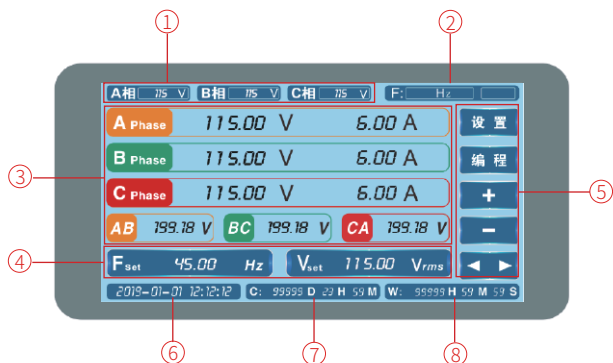 ① ②
A相 115 V B相 115 V C相 115 V F: Hz
A Phase 115.00 V 6.00 A 设 置
B Phase 115.00 V 6.00 A 编 程
③ C Phase 115.00 V 6.00 A + ⑤
AB 199.18 V BC 199.18 V CA 199.18 V −
④ Fset 45.00 Hz Vset 115.00 Vrms ◀ ▶
2019-01-01 12:12:12 C: 99999 D 23 H 59 M W: 99999 H 59 M 59 S
⑥ ⑦ ⑧